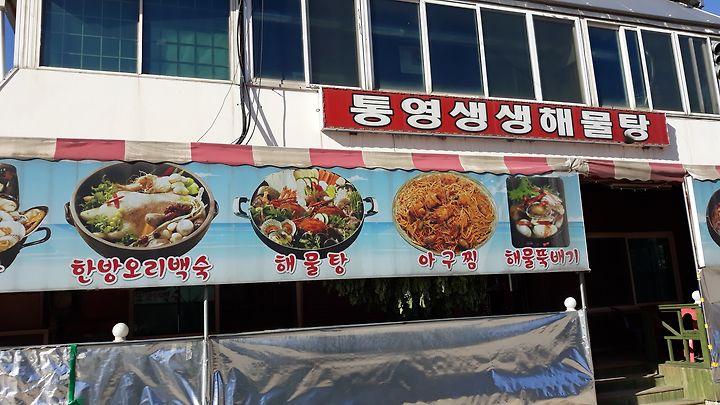 통영생생해물탕
한방오리백숙
해물탕
아구찜
해물뚝배기